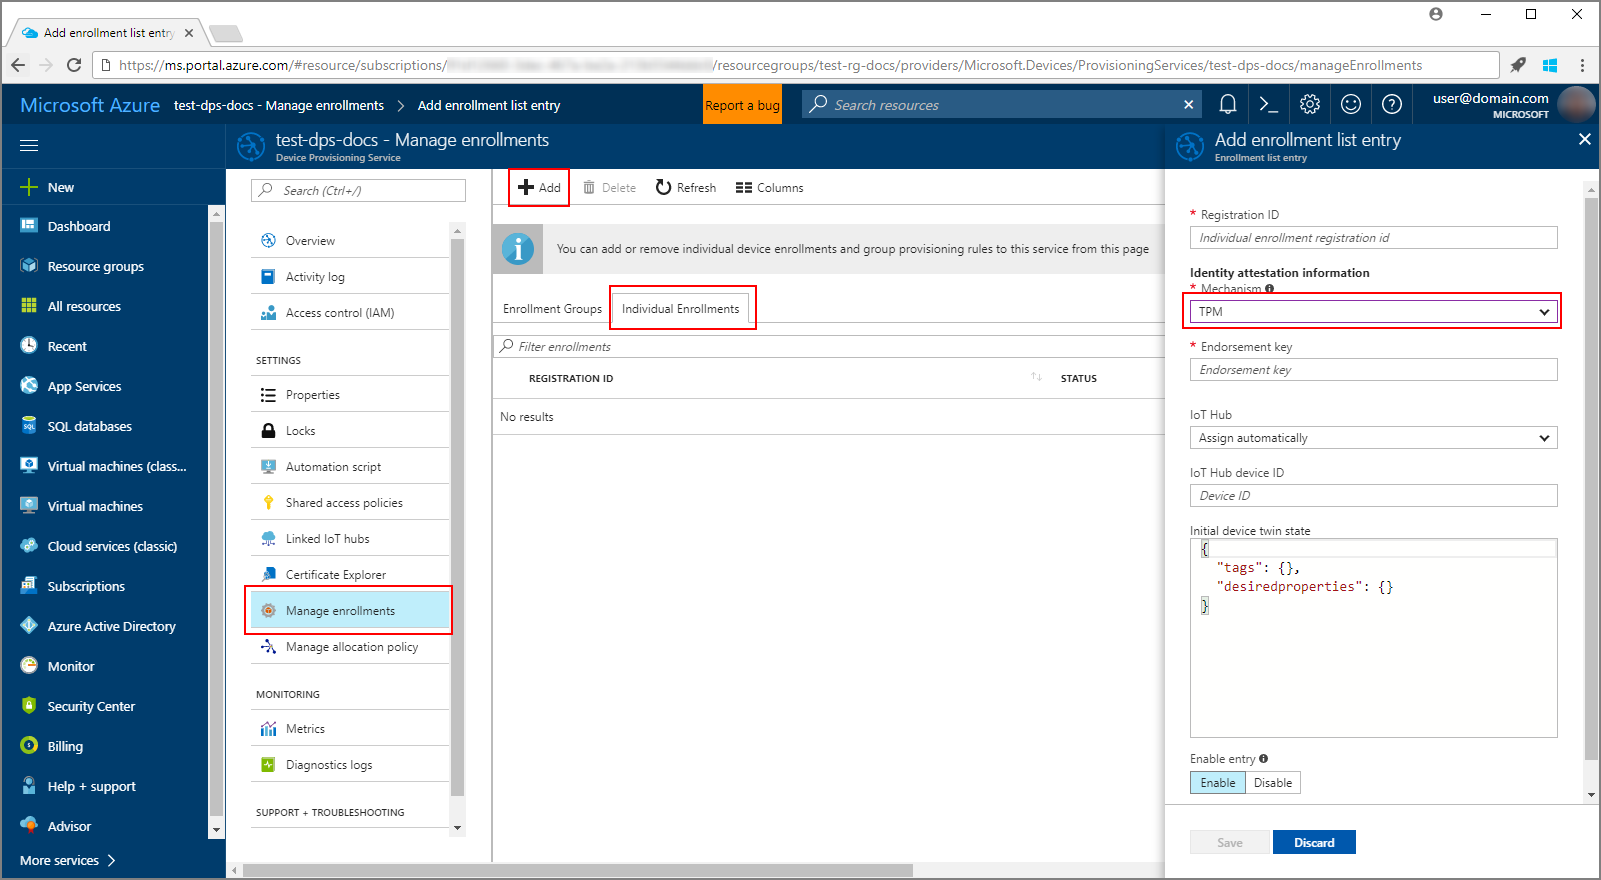 Add enrollment list entry
https://ms.portal.azure.com/#resource/subscriptions/
/resourcegroups/test-rg-docs/providers/Microsoft.Devices/ProvisioningServices/test-dps-docs/manageEnrollments
Microsoft Azure
test-dps-docs - Manage enrollments
Add enrollment list entry
Report a bug
Search resources
user@domain.com
MICROSOFT
New
Dashboard
Resource groups
All resources
Recent
App Services
SQL databases
Virtual machines (class...
Virtual machines
Cloud services (classic)
Subscriptions
Azure Active Directory
Monitor
Security Center
Billing
Help + support
Advisor
More services
test-dps-docs - Manage enrollments
Device Provisioning Service
Search (Ctrl+/)
Overview
Activity log
Access control (IAM)
SETTINGS
Properties
Locks
Automation script
Shared access policies
Linked IoT hubs
Certificate Explorer
Manage enrollments
Manage allocation policy
MONITORING
Metrics
Diagnostics logs
SUPPORT + TROUBLESHOOTING
Add
Delete
Refresh
Columns
You can add or remove individual device enrollments and group provisioning rules to this service from this page
Enrollment Groups
Individual Enrollments
Filter enrollments
REGISTRATION ID
STATUS
No results
Add enrollment list entry
Enrollment list entry
* Registration ID
Individual enrollment registration id
Identity attestation information
* Mechanism
TPM
* Endorsement key
Endorsement key
IoT Hub
Assign automatically
IoT Hub device ID
Device ID
Initial device twin state
{
"tags": {},
"desiredproperties": {}
}
Enable entry
Enable
Disable
Save
Discard